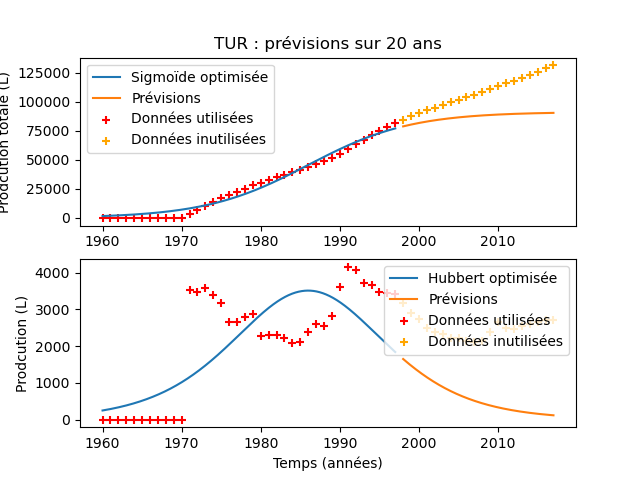 TUR : prévisions sur 20 ans
Prodcution totale (L)
125000
100000
75000
50000
25000
0
Sigmoïde optimisée
Prévisions
Données utilisées
Données inutilisées
1960 1970 1980 1990 2000 2010
Prodcution (L)
4000
3000
2000
1000
0
Hubbert optimisée
Prévisions
Données utilisées
Données inutilisées
1960 1970 1980 1990 2000 2010
Temps (années)